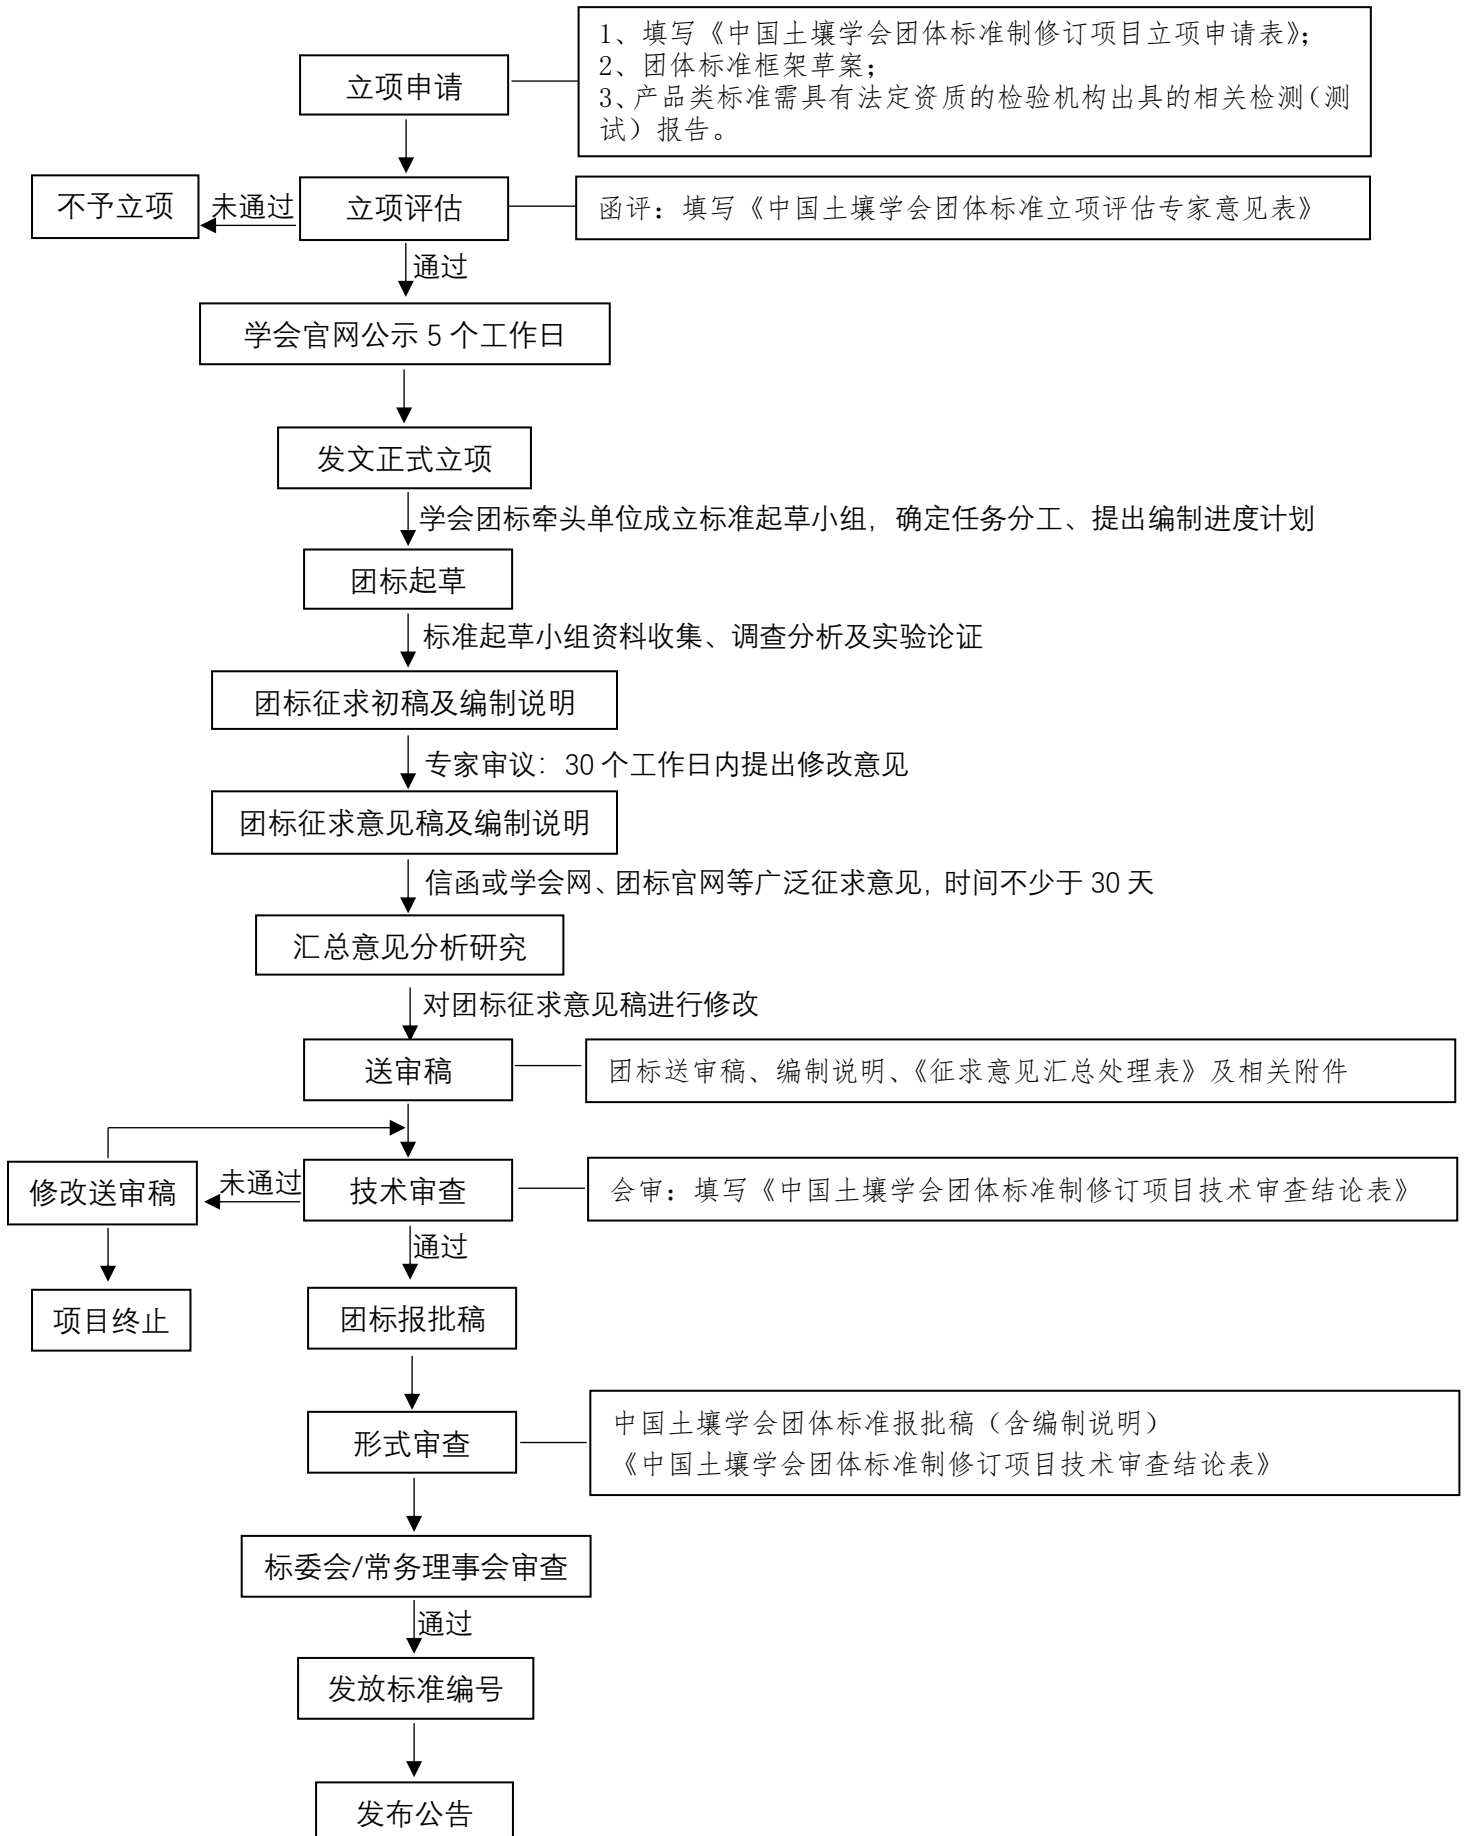 1、填写《中国土壤学会团体标准制修订项目立项申请表》;
2、团体标准框架草案;
3、产品类标准需具有法定资质的检验机构出具的相关检测(测
试)报告。
立项申请
不予立项
未通过
立项评估
函评：填写《中国土壤学会团体标准立项评估专家意见表》
通过
学会官网公示 5 个工作日
发文正式立项
学会团标牵头单位成立标准起草小组，确定任务分工、提出编制进度计划
团标起草
标准起草小组资料收集、调查分析及实验论证
团标征求初稿及编制说明
专家审议：30 个工作日内提出修改意见
团标征求意见稿及编制说明
信函或学会网、团标官网等广泛征求意见，时间不少于 30 天
汇总意见分析研究
对团标征求意见稿进行修改
送审稿
团标送审稿、编制说明、《征求意见汇总处理表》及相关附件
修改送审稿
未通过
技术审查
会审：填写《中国土壤学会团体标准制修订项目技术审查结论表》
通过
项目终止
团标报批稿
形式审查
中国土壤学会团体标准报批稿（含编制说明）
《中国土壤学会团体标准制修订项目技术审查结论表》
标委会/常务理事会审查
通过
发放标准编号
发布公告